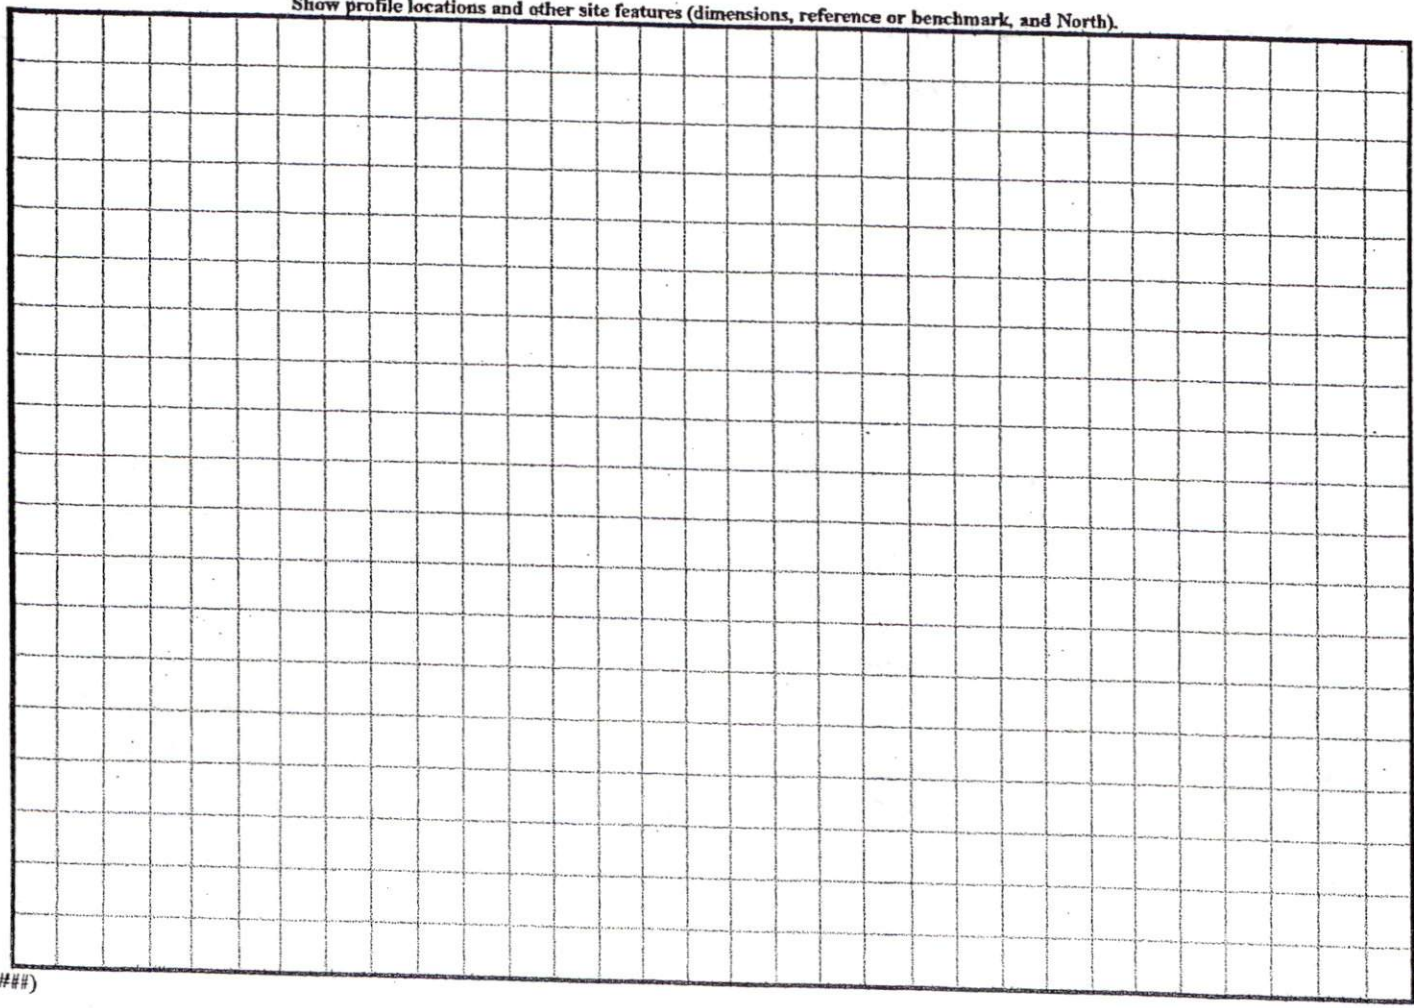 Show profile locations and other site features (dimensions, reference or benchmark, and North).
###)